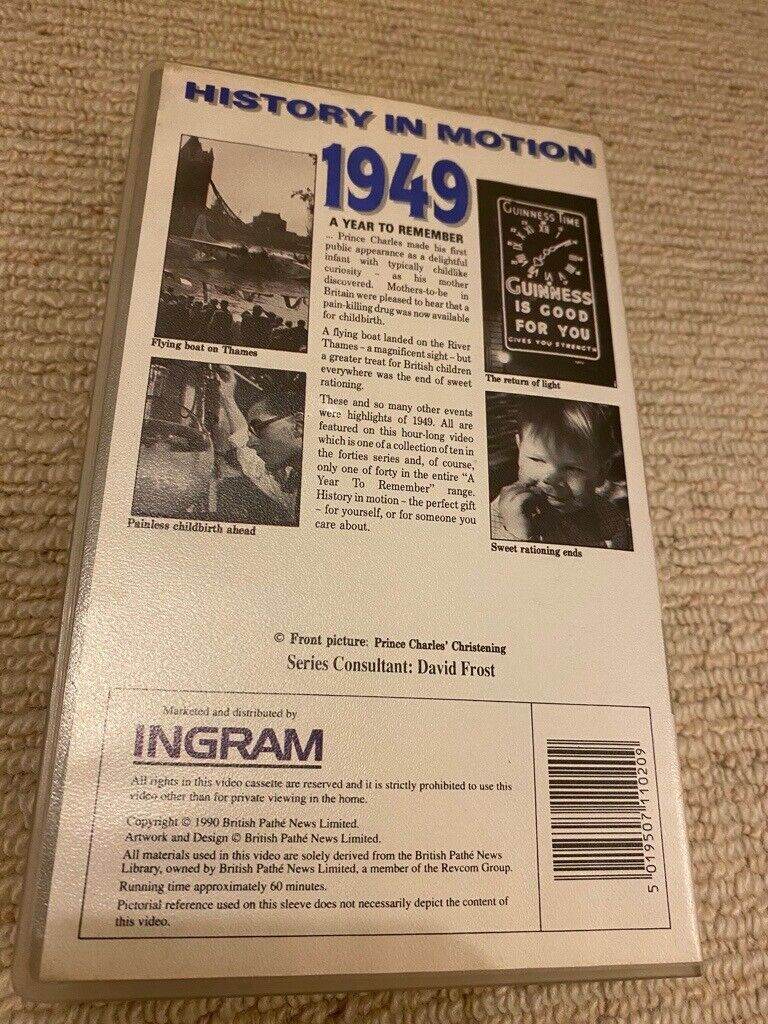 HISTORY IN MOTION
1949
A YEAR TO REMEMBER
... Prince Charles made his first
public appearance as a delightful
infant with typically childlike
curiosity – as his mother
discovered. Mothers-to-be in
Britain were pleased to hear that a
pain-killing drug was now available
for childbirth.
A flying boat landed on the River
Thames – a magnificent sight – but
a greater treat for British children
everywhere was the end of sweet
rationing.
These and so many other events
were highlights of 1949. All are
featured on this hour-long video
which is one of a collection of ten in
the forties series and, of course,
only one of forty in the entire "A
Year To Remember" range.
History in motion – the perfect gift
– for yourself, or for someone you
care about.
Flying boat on Thames
Painless childbirth ahead
GUINNESS TIME
GUINNESS
IS GOOD
FOR YOU
GIVES YOU STRENGTH
The return of light
Sweet rationing ends
© Front picture: Prince Charles' Christening
Series Consultant: David Frost
Marketed and distributed by
INGRAM
All rights in this video cassette are reserved and it is strictly prohibited to use this
video other than for private viewing in the home.
Copyright © 1990 British Pathé News Limited.
Artwork and Design © British Pathé News Limited.
All materials used in this video are solely derived from the British Pathé News
Library, owned by British Pathé News Limited, a member of the Revcom Group.
Running time approximately 60 minutes.
Pictorial reference used on this sleeve does not necessarily depict the content of
this video.
5 019507 110209